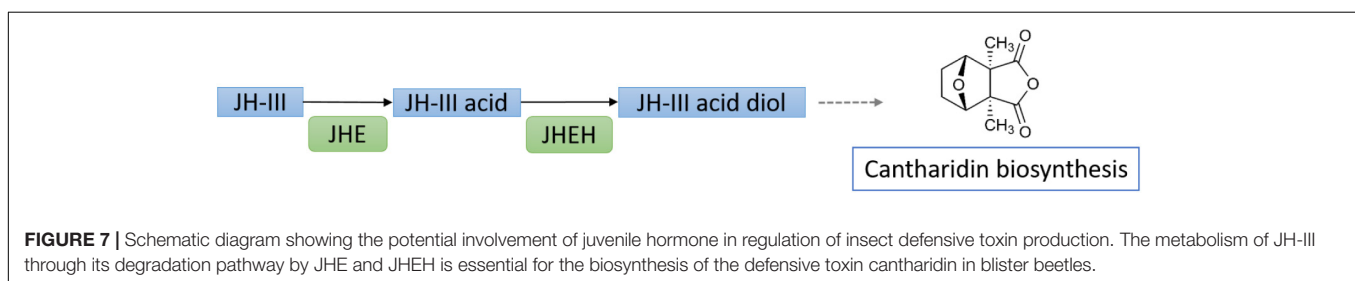 CH₃ O
JH-III JH-III acid JH-III acid diol O O
JHE JHEH CH₃ O
Cantharidin biosynthesis
FIGURE 7 | Schematic diagram showing the potential involvement of juvenile hormone in regulation of insect defensive toxin production. The metabolism of JH-III
through its degradation pathway by JHE and JHEH is essential for the biosynthesis of the defensive toxin cantharidin in blister beetles.